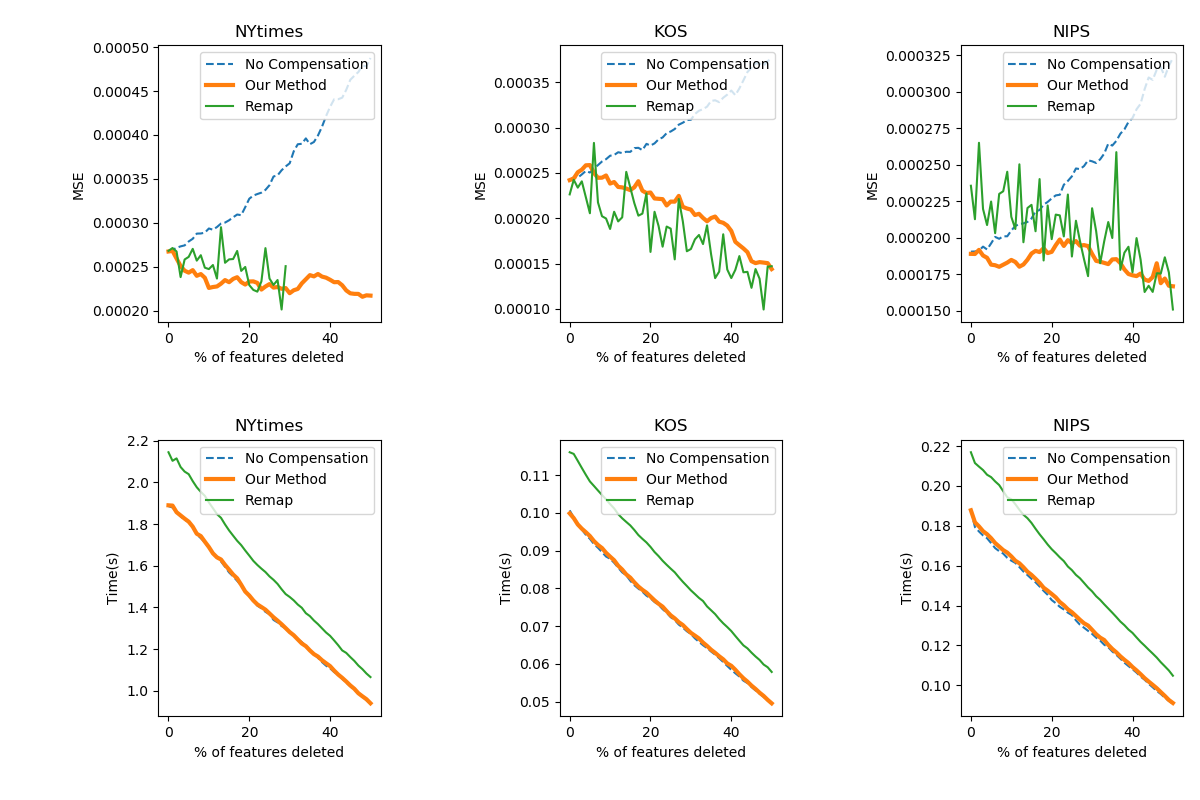 NYtimes
0.00050
0.00045
0.00040
0.00035
0.00030
0.00025
0.00020
MSE
No Compensation
Our Method
Remap
0 20 40
% of features deleted
KOS
0.00035
0.00030
0.00025
0.00020
0.00015
0.00010
MSE
No Compensation
Our Method
Remap
0 20 40
% of features deleted
NIPS
0.000325
0.000300
0.000275
0.000250
0.000225
0.000200
0.000175
0.000150
MSE
No Compensation
Our Method
Remap
0 20 40
% of features deleted
NYtimes
2.2
2.0
1.8
1.6
1.4
1.2
1.0
Time(s)
No Compensation
Our Method
Remap
0 20 40
% of features deleted
KOS
0.11
0.10
0.09
0.08
0.07
0.06
0.05
Time(s)
No Compensation
Our Method
Remap
0 20 40
% of features deleted
NIPS
0.22
0.20
0.18
0.16
0.14
0.12
0.10
Time(s)
No Compensation
Our Method
Remap
0 20 40
% of features deleted